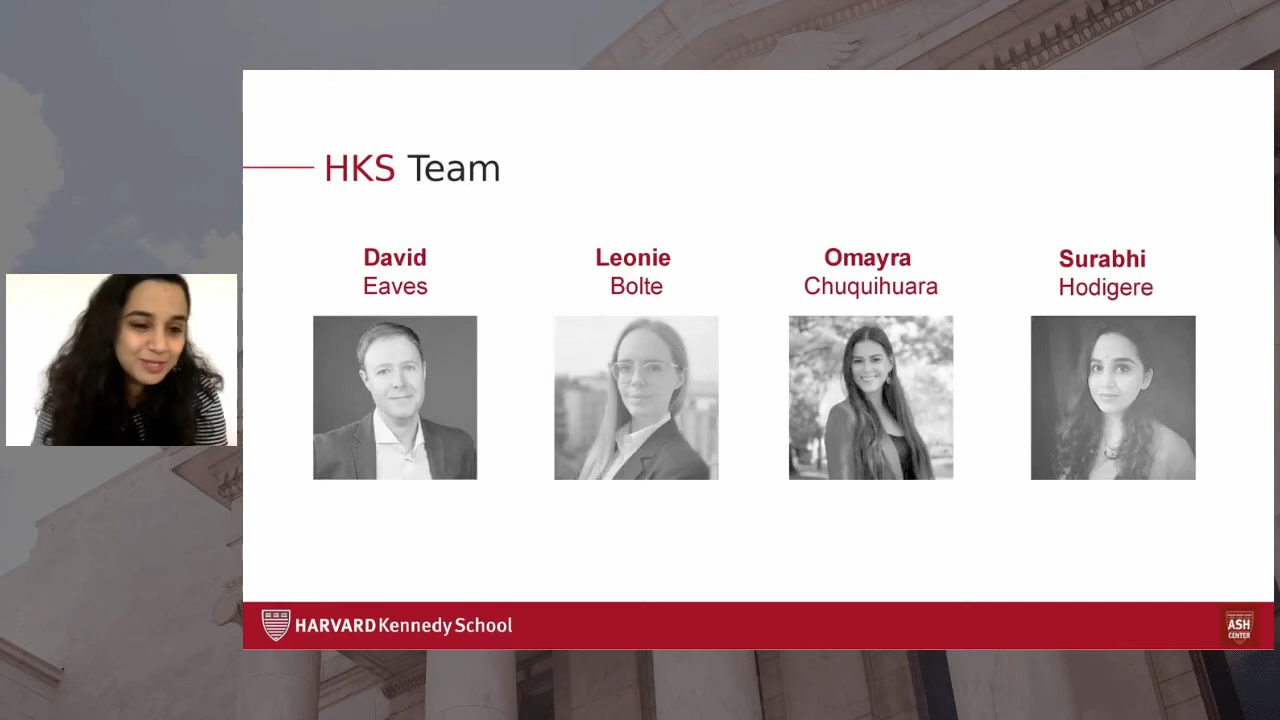 HKS Team
David
Eaves
Leonie
Bolte
Omayra
Chuquihuara
Surabhi
Hodigere
HARVARD Kennedy School
ASH
CENTER